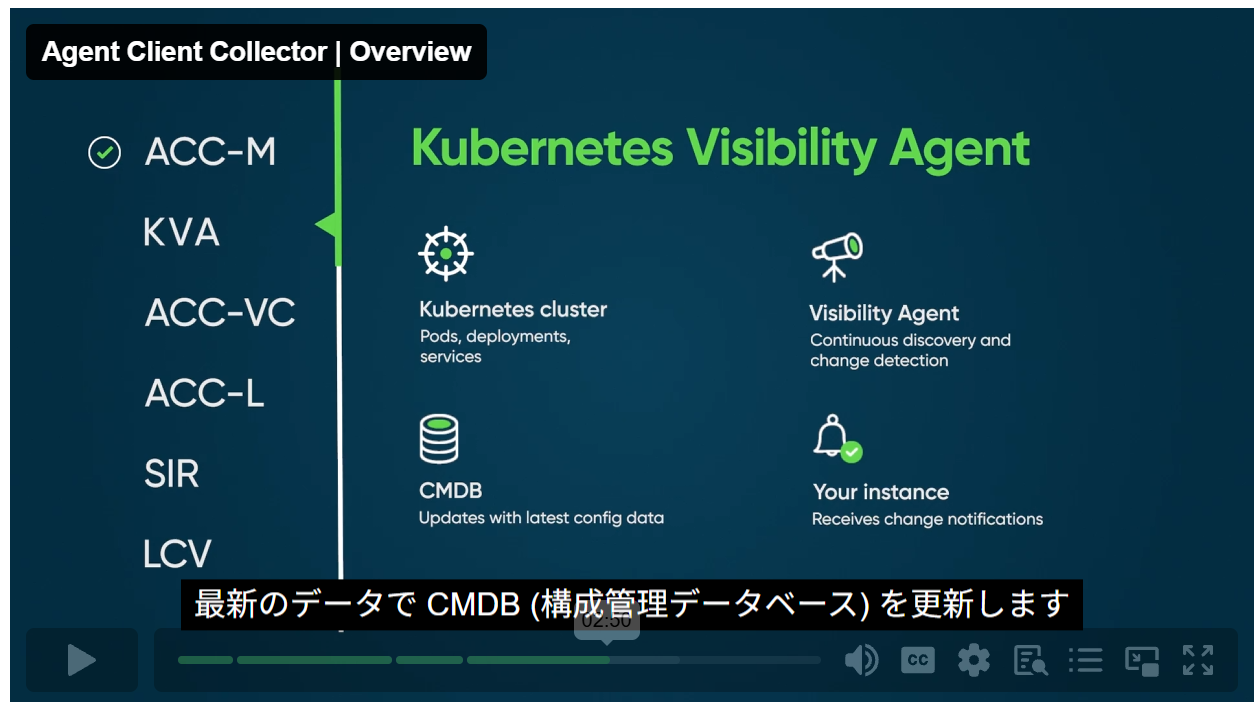 Agent Client Collector | Overview
ACC-M
KVA
ACC-VC
ACC-L
SIR
LCV
Kubernetes Visibility Agent
Kubernetes cluster
Pods, deployments,
services
Visibility Agent
Continuous discovery and
change detection
CMDB
Updates with latest config data
Your instance
Receives change notifications
最新のデータで CMDB (構成管理データベース) を更新します
02:50
CC